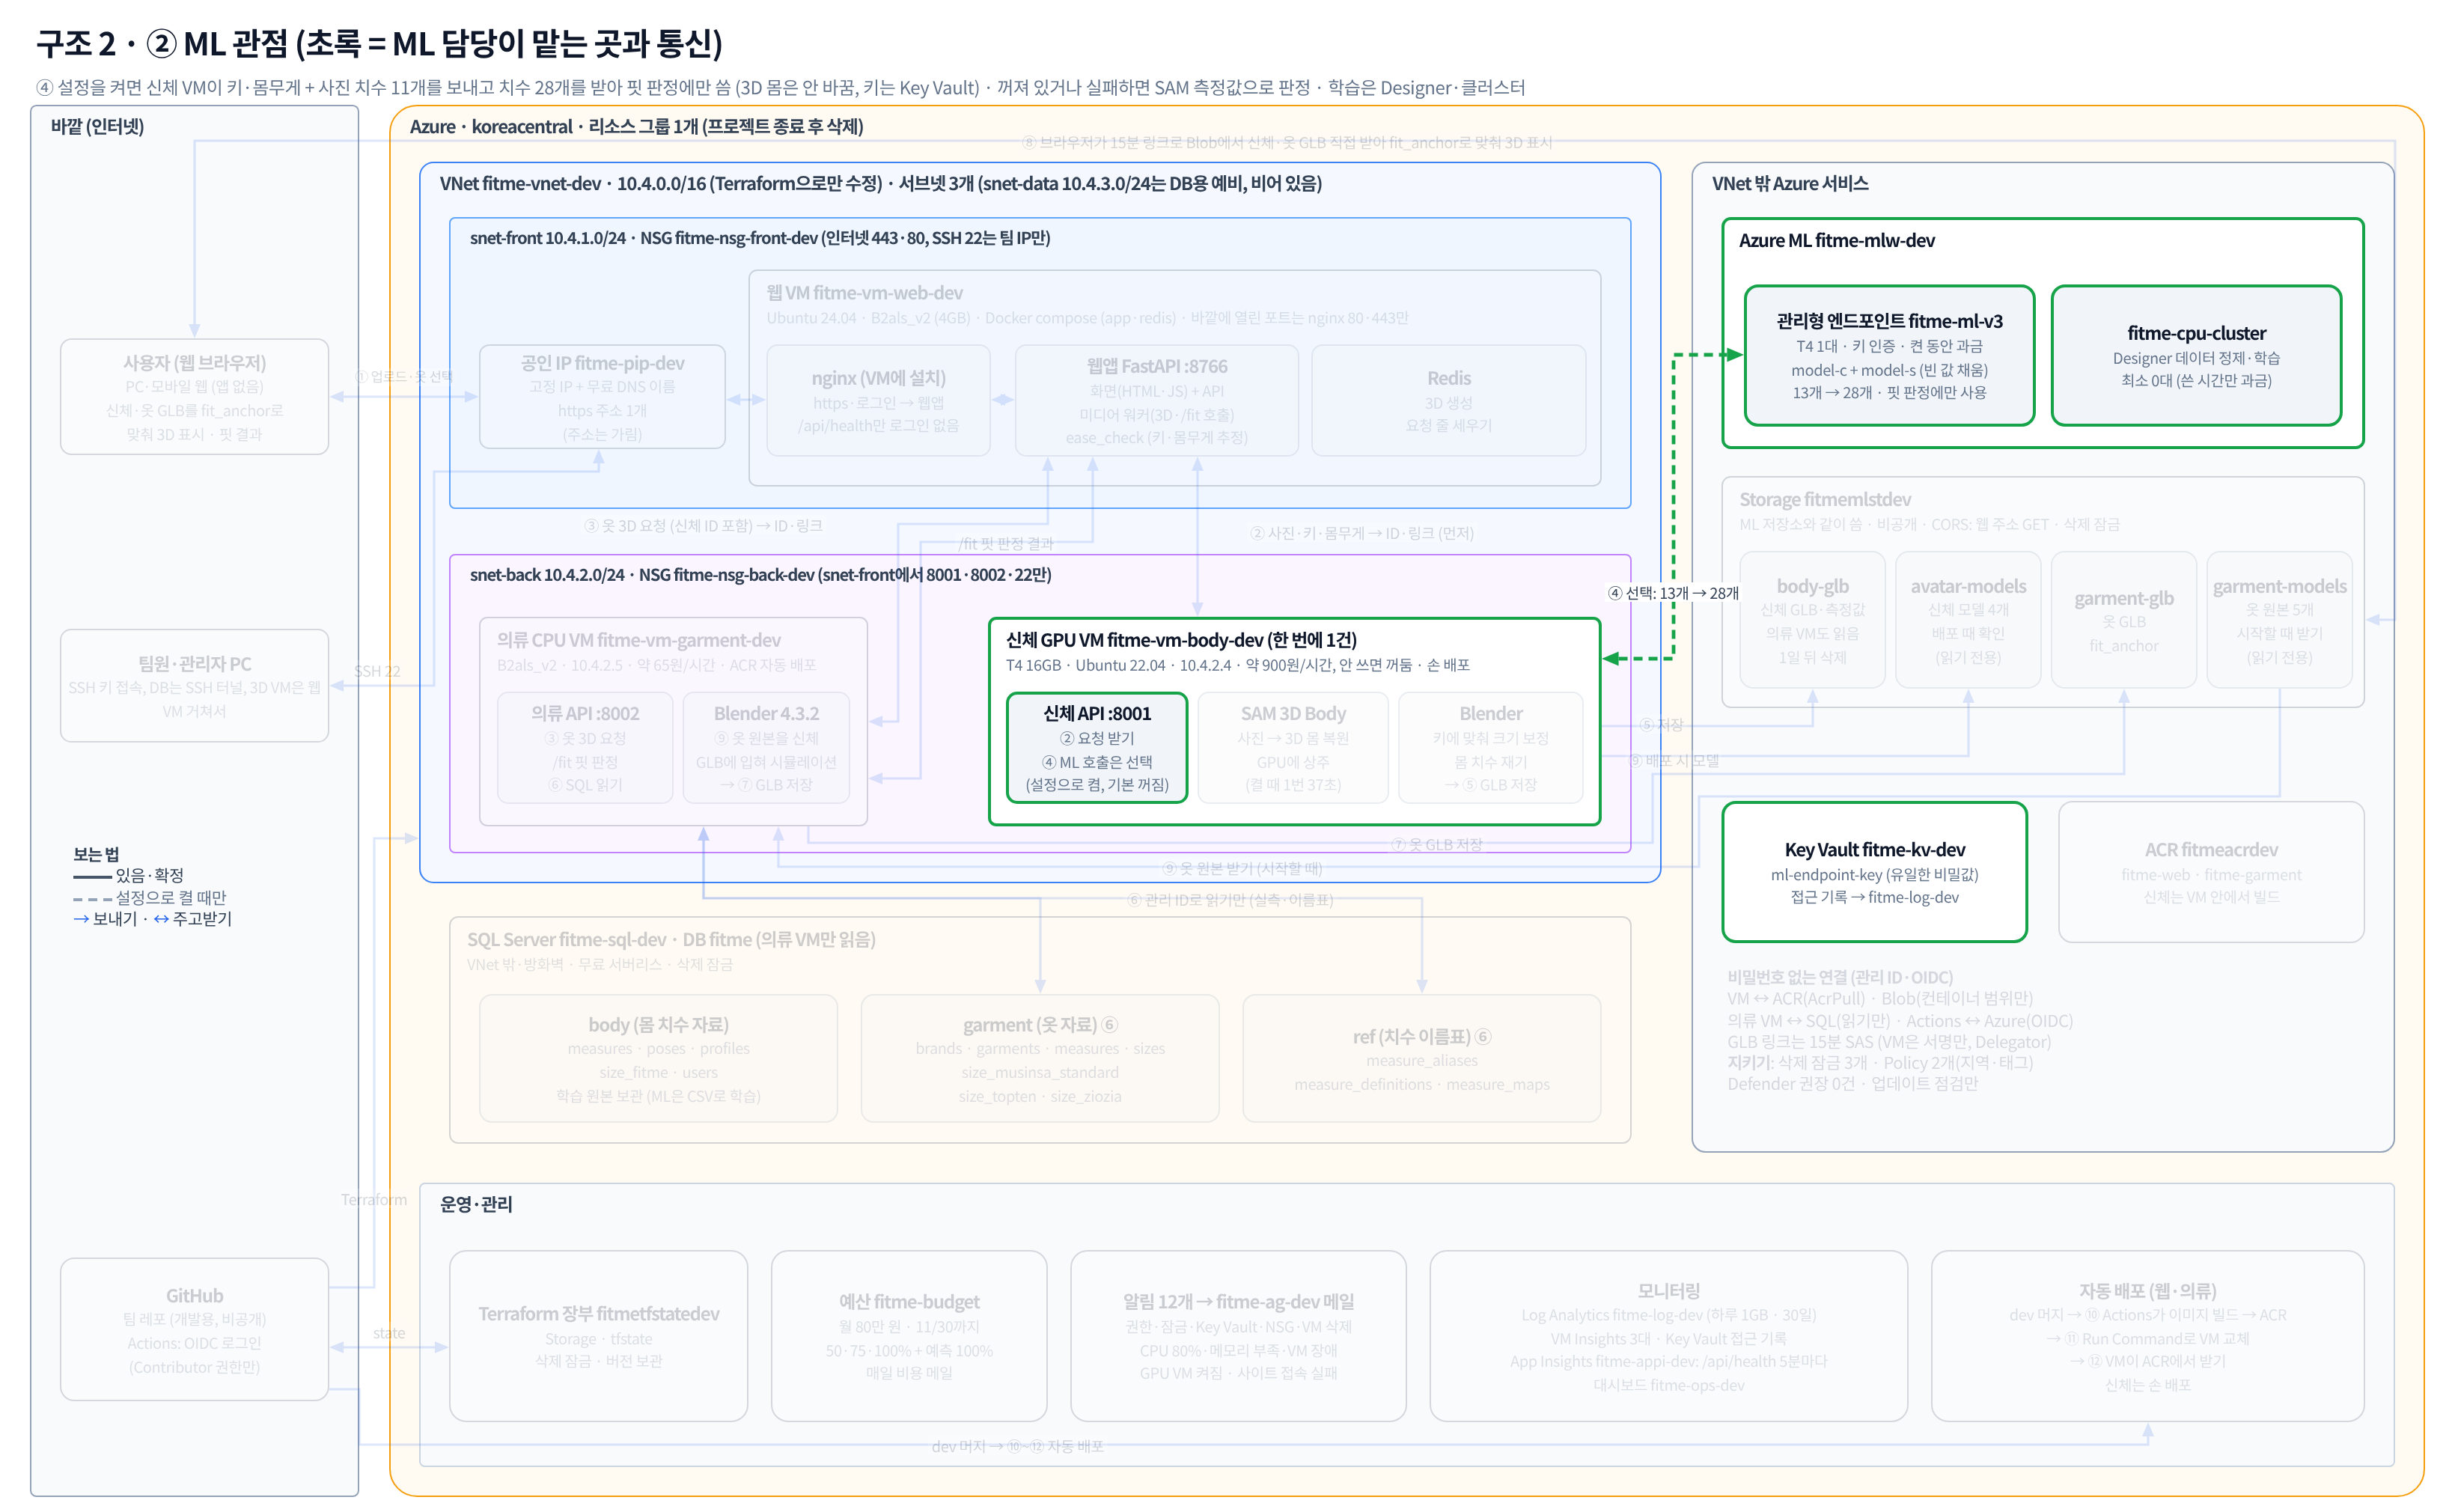 구조 2 · ② ML 관점 (초록 = ML 담당이 맡는 곳과 통신)
④ 설정을 켜면 신체 VM이 키·몸무게 + 사진 치수 11개를 보내고 치수 28개를 받아 핏 판정에만 씀 (3D 몸은 안 바꿈, 키는 Key Vault) · 꺼져 있거나 실패하면 SAM 측정값으로 판정 · 학습은 Designer·클러스터
바깥 (인터넷)
Azure · koreacentral · 리소스 그룹 1개 (프로젝트 종료 후 삭제)
⑧ 브라우저가 15분 링크로 Blob에서 신체·옷 GLB 직접 받아 fit_anchor로 맞춰 3D 표시
VNet fitme-vnet-dev · 10.4.0.0/16 (Terraform으로만 수정) · 서브넷 3개 (snet-data 10.4.3.0/24는 DB용 예비, 비어 있음)
VNet 밖 Azure 서비스
snet-front 10.4.1.0/24 · NSG fitme-nsg-front-dev (인터넷 443·80, SSH 22는 팀 IP만)
웹 VM fitme-vm-web-dev
Ubuntu 24.04 · B2als_v2 (4GB) · Docker compose (app·redis) · 바깥에 열린 포트는 nginx 80·443만
사용자 (웹 브라우저)
PC·모바일 웹 (앱 없음)
신체·옷 GLB를 fit_anchor로
맞춰 3D 표시 · 핏 결과
① 업로드·옷 선택
공인 IP fitme-pip-dev
고정 IP + 무료 DNS 이름
https 주소 1개
(주소는 가림)
nginx (VM에 설치)
https·로그인 → 웹앱
/api/health만 로그인 없음
웹앱 FastAPI :8766
화면(HTML·JS) + API
미디어 워커(3D·/fit 호출)
ease_check (키·몸무게 추정)
Redis
3D 생성
요청 줄 세우기
Azure ML fitme-mlw-dev
관리형 엔드포인트 fitme-ml-v3
T4 1대 · 키 인증 · 켠 동안 과금
model-c + model-s (빈 값 채움)
13개 → 28개 · 핏 판정에만 사용
fitme-cpu-cluster
Designer 데이터 정제·학습
최소 0대 (쓴 시간만 과금)
③ 옷 3D 요청 (신체 ID 포함) → ID·링크
/fit 핏 판정 결과
② 사진·키·몸무게 → ID·링크 (먼저)
④ 선택: 13개 → 28개
Storage fitmemlstdev
ML 저장소와 같이 씀 · 비공개 · CORS: 웹 주소 GET · 삭제 잠금
body-glb
신체 GLB·측정값
의류 VM도 읽음
1일 뒤 삭제
avatar-models
신체 모델 4개
배포 때 확인
(읽기 전용)
garment-glb
옷 GLB
fit_anchor
garment-models
옷 원본 5개
시작할 때 받기
(읽기 전용)
snet-back 10.4.2.0/24 · NSG fitme-nsg-back-dev (snet-front에서 8001·8002·22만)
의류 CPU VM fitme-vm-garment-dev
B2als_v2 · 10.4.2.5 · 약 65원/시간 · ACR 자동 배포
의류 API :8002
③ 옷 3D 요청
/fit 핏 판정
⑥ SQL 읽기
Blender 4.3.2
⑨ 옷 원본을 신체
GLB에 입혀 시뮬레이션
→ ⑦ GLB 저장
신체 GPU VM fitme-vm-body-dev (한 번에 1건)
T4 16GB · Ubuntu 22.04 · 10.4.2.4 · 약 900원/시간, 안 쓰면 꺼둠 · 손 배포
신체 API :8001
② 요청 받기
④ ML 호출은 선택
(설정으로 켬, 기본 꺼짐)
SAM 3D Body
사진 → 3D 몸 복원
GPU에 상주
(켤 때 1번 37초)
Blender
키에 맞춰 크기 보정
몸 치수 재기
→ ⑤ GLB 저장
팀원·관리자 PC
SSH 키 접속, DB는 SSH 터널, 3D VM은 웹
VM 거쳐서
SSH 22
⑤ 저장
⑨ 배포 시 모델
⑦ 옷 GLB 저장
⑨ 옷 원본 받기 (시작할 때)
⑥ 관리 ID로 읽기만 (실측·이름표)
보는 법
있음·확정
설정으로 켤 때만
→ 보내기 · ↔ 주고받기
Key Vault fitme-kv-dev
ml-endpoint-key (유일한 비밀값)
접근 기록 → fitme-log-dev
ACR fitmeacrdev
fitme-web · fitme-garment
신체는 VM 안에서 빌드
비밀번호 없는 연결 (관리 ID·OIDC)
VM ↔ ACR(AcrPull) · Blob(컨테이너 범위만)
의류 VM ↔ SQL(읽기만) · Actions ↔ Azure(OIDC)
GLB 링크는 15분 SAS (VM은 서명만, Delegator)
지키기: 삭제 잠금 3개 · Policy 2개(지역·태그)
Defender 권장 0건 · 업데이트 점검만
SQL Server fitme-sql-dev · DB fitme (의류 VM만 읽음)
VNet 밖·방화벽 · 무료 서버리스 · 삭제 잠금
body (몸 치수 자료)
measures · poses · profiles
size_fitme · users
학습 원본 보관 (ML은 CSV로 학습)
garment (옷 자료) ⑥
brands · garments · measures · sizes
size_musinsa_standard
size_topten · size_ziozia
ref (치수 이름표) ⑥
measure_aliases
measure_definitions · measure_maps
Terraform
운영·관리
GitHub
팀 레포 (개발용, 비공개)
Actions: OIDC 로그인
(Contributor 권한만)
state
Terraform 장부 fitmetfstatedev
Storage · tfstate
삭제 잠금 · 버전 보관
예산 fitme-budget
월 80만 원 · 11/30까지
50·75·100% + 예측 100%
매일 비용 메일
알림 12개 → fitme-ag-dev 메일
권한·잠금·Key Vault·NSG·VM 삭제
CPU 80%·메모리 부족·VM 장애
GPU VM 켜짐 · 사이트 접속 실패
모니터링
Log Analytics fitme-log-dev (하루 1GB · 30일)
VM Insights 3대 · Key Vault 접근 기록
App Insights fitme-appi-dev: /api/health 5분마다
대시보드 fitme-ops-dev
자동 배포 (웹·의류)
dev 머지 → ⑩ Actions가 이미지 빌드 → ACR
→ ⑪ Run Command로 VM 교체
→ ⑫ VM이 ACR에서 받기
신체는 손 배포
dev 머지 → ⑩~⑫ 자동 배포